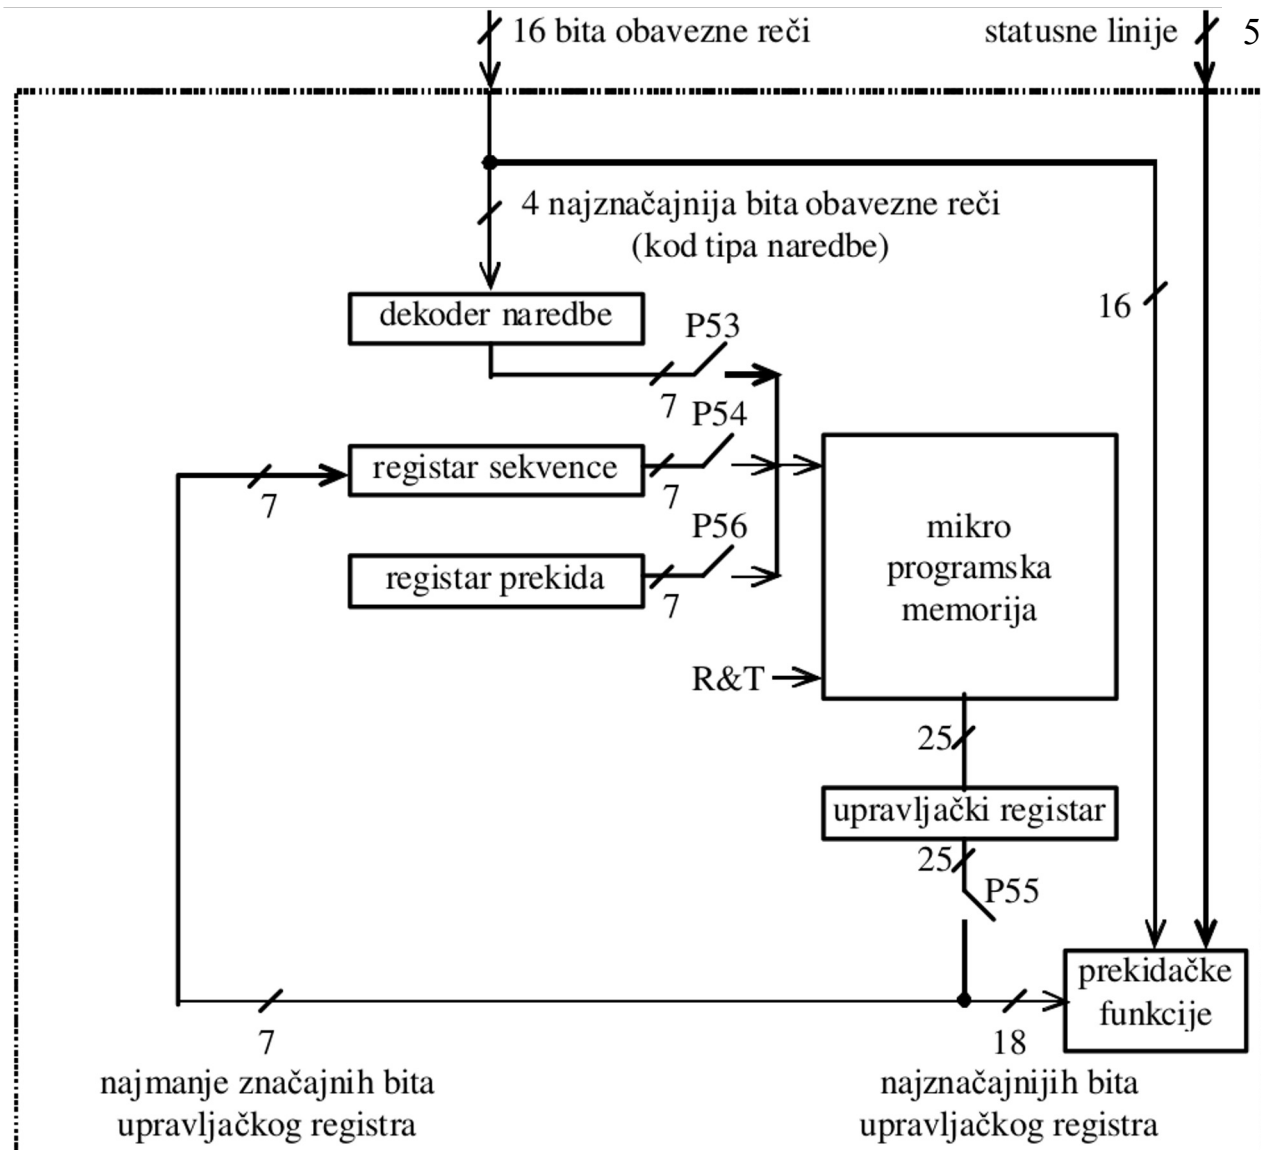 16 bita obavezne reči
statusne linije
5
4 najznačajnija bita obavezne reči
(kod tipa naredbe)
16
dekoder naredbe
P53
7
P54
registar sekvence
7
7
P56
registar prekida
7
mikro
programska
memorija
R&T
25
upravljački registar
25
P55
prekidačke
funkcije
7
18
najmanje značajnih bita
upravljačkog registra
najznačajnijih bita
upravljačkog registra